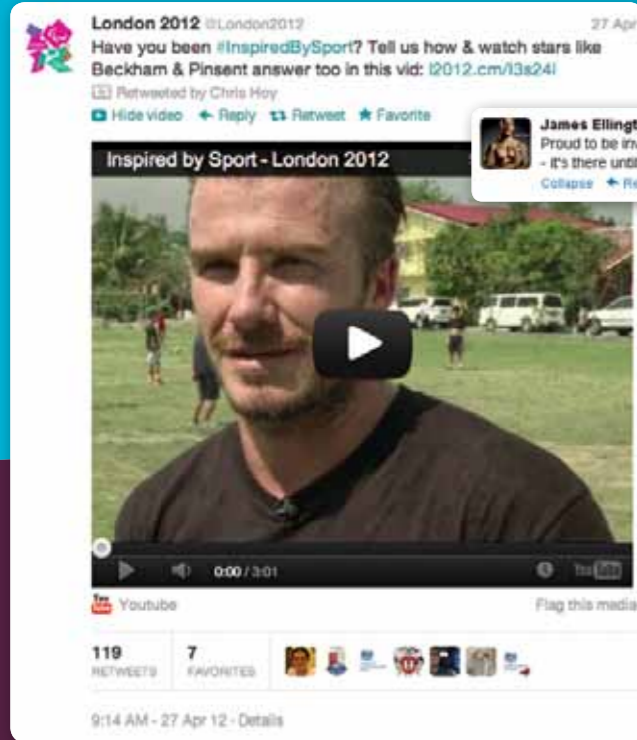 London 2012 @London2012 27 Apr
Have you been #InspiredBySport? Tell us how & watch stars like
Beckham & Pinsent answer too in this vid: l2012.cm/I3s24l
Retweeted by Chris Hoy
Hide video Reply Retweet Favorite
James Ellingt
Proud to be inv
- it's there until
Collapse Re
Inspired by Sport - London 2012
0:00 / 3:01
YouTube
Youtube Flag this media
119 7
RETWEETS FAVORITES
9:14 AM - 27 Apr 12 · Details